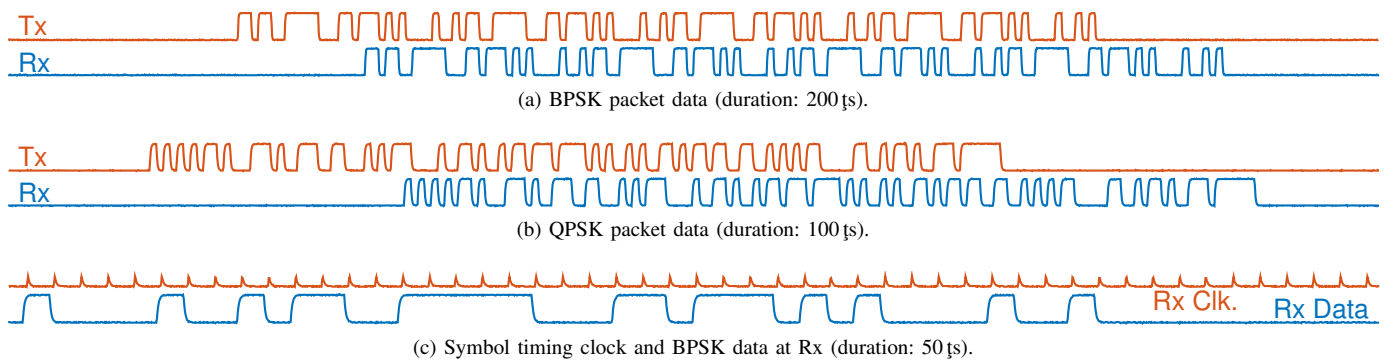 Tx
Rx
(a) BPSK packet data (duration: 200 ţs).
Tx
Rx
(b) QPSK packet data (duration: 100 ţs).
Rx Clk.
Rx Data
(c) Symbol timing clock and BPSK data at Rx (duration: 50 ţs).